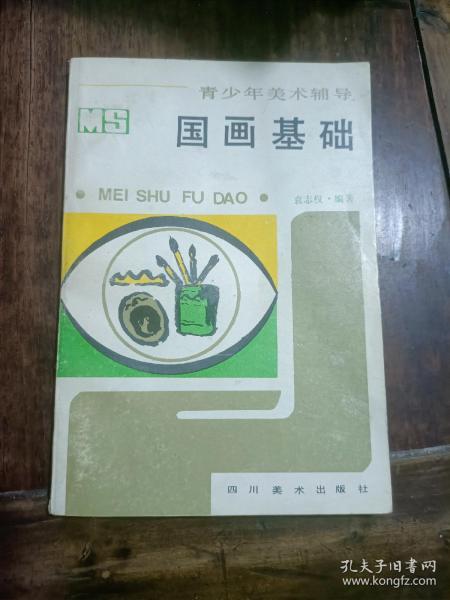 青少年美术辅导
MS
国画基础
• MEI SHU FU DAO •
袁志权·编著
四川美术出版社
孔夫子旧书网
www.kongfz.com